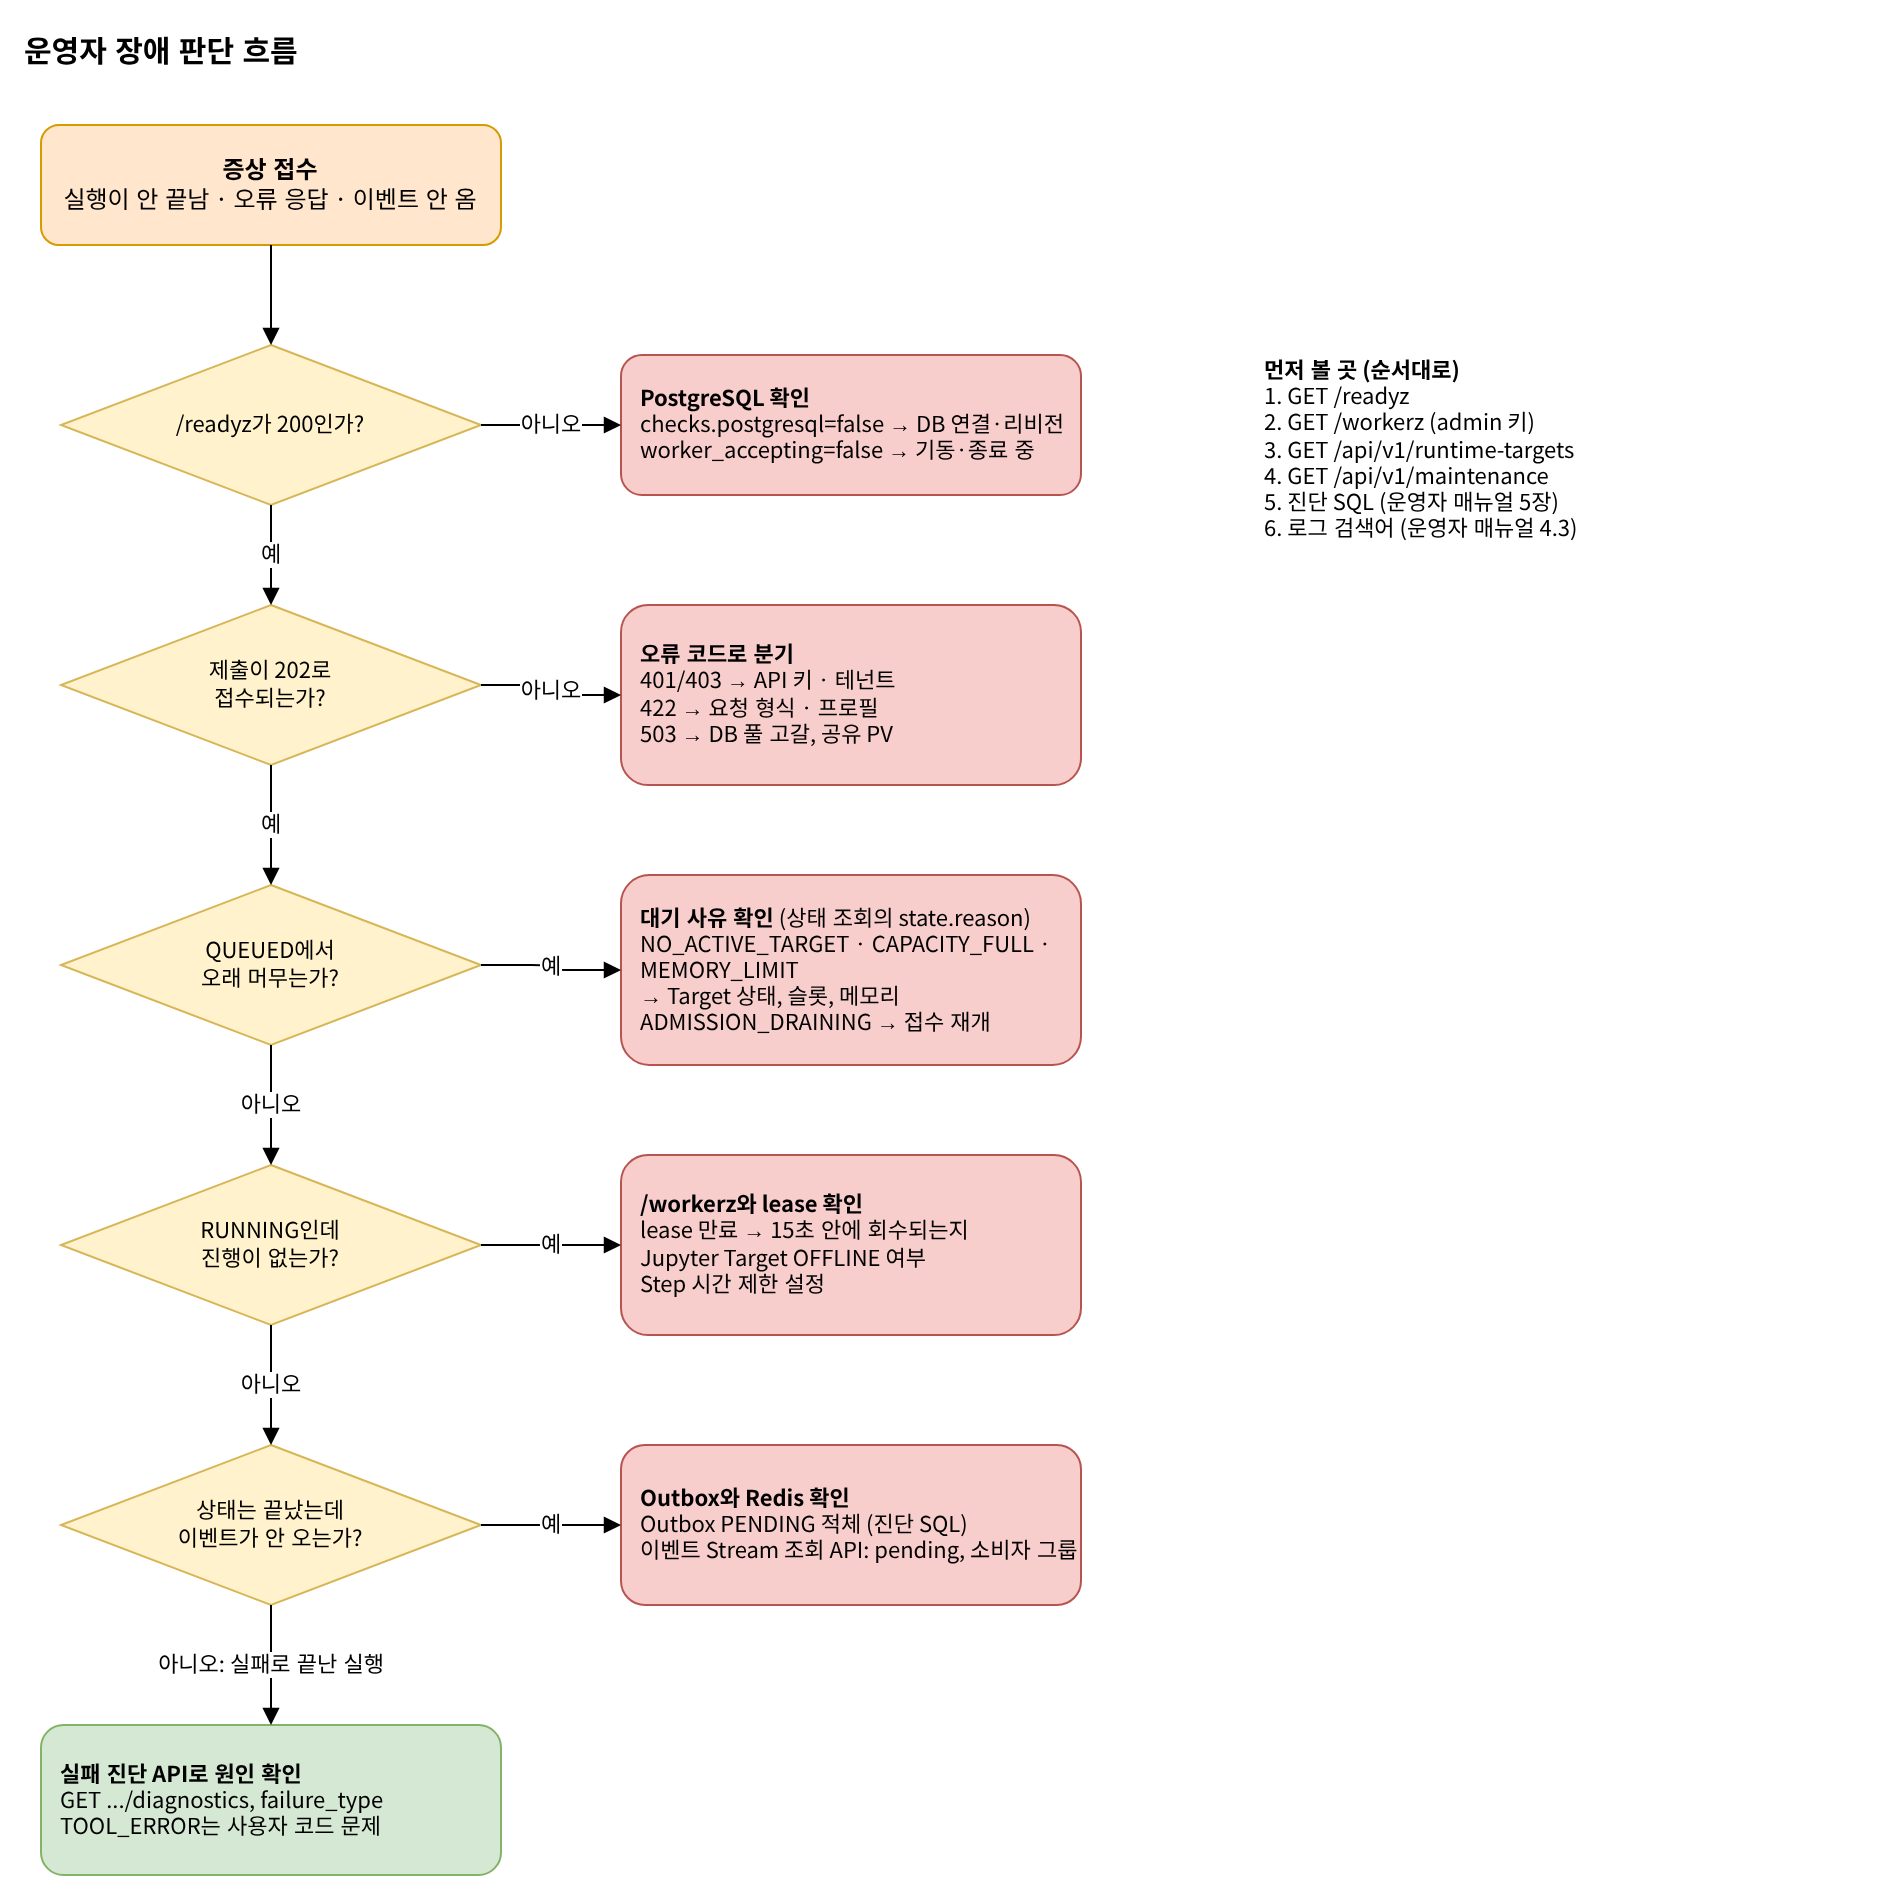 운영자 장애 판단 흐름
증상 접수
실행이 안 끝남 · 오류 응답 · 이벤트 안 옴
/readyz가 200인가?
아니오
PostgreSQL 확인
checks.postgresql=false → DB 연결·리비전
worker_accepting=false → 기동·종료 중
먼저 볼 곳 (순서대로)
1. GET /readyz
2. GET /workerz (admin 키)
3. GET /api/v1/runtime-targets
4. GET /api/v1/maintenance
5. 진단 SQL (운영자 매뉴얼 5장)
6. 로그 검색어 (운영자 매뉴얼 4.3)
예
제출이 202로
접수되는가?
아니오
오류 코드로 분기
401/403 → API 키 · 테넌트
422 → 요청 형식 · 프로필
503 → DB 풀 고갈, 공유 PV
예
QUEUED에서
오래 머무는가?
예
대기 사유 확인 (상태 조회의 state.reason)
NO_ACTIVE_TARGET · CAPACITY_FULL ·
MEMORY_LIMIT
→ Target 상태, 슬롯, 메모리
ADMISSION_DRAINING → 접수 재개
아니오
RUNNING인데
진행이 없는가?
예
/workerz와 lease 확인
lease 만료 → 15초 안에 회수되는지
Jupyter Target OFFLINE 여부
Step 시간 제한 설정
아니오
상태는 끝났는데
이벤트가 안 오는가?
예
Outbox와 Redis 확인
Outbox PENDING 적체 (진단 SQL)
이벤트 Stream 조회 API: pending, 소비자 그룹
아니오: 실패로 끝난 실행
실패 진단 API로 원인 확인
GET .../diagnostics, failure_type
TOOL_ERROR는 사용자 코드 문제